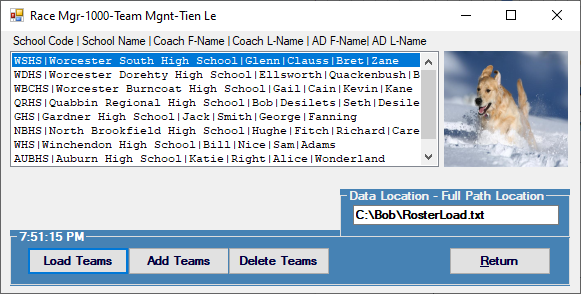 Race Mgr-1000-Team Mgnt-Tien Le
School Code | School Name | Coach F-Name | Coach L-Name | AD F-Name| AD L-Name
WSHS|Worcester South High School|Glenn|Clauss|Bret|Zane
WDHS|Worcester Dorehty High School|Ellsworth|Quackenbush|B
WBCHS|Worcester Burncoat High School|Gail|Cain|Kevin|Kane
QRHS|Quabbin Regional High School|Bob|Desilets|Seth|Desile
GHS|Gardner High School|Jack|Smith|George|Fanning
NBHS|North Brookfield High School|Hughe|Fitch|Richard|Care
WHS|Winchendon High School|Bill|Nice|Sam|Adams
AUBHS|Auburn High School|Katie|Right|Alice|Wonderland
Data Location - Full Path Location
C:\Bob\RosterLoad.txt
7:51:15 PM
Load Teams Add Teams Delete Teams Return